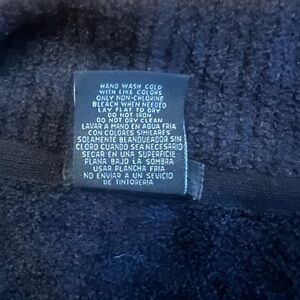 HAND WASH COLD
WITH LIKE COLORS
ONLY NON-CHLORINE
BLEACH WHEN NEEDED
LAY FLAT TO DRY
DO NOT IRON
DO NOT DRY CLEAN
LAVAR A MANO EN AGUA FRIA
CON COLORES SIMILARES
SOLAMENTE BLANQUEADOR SIN
CLORO CUANDO SEA NECESARIO
SECAR EN UNA SUPERFICIE
PLANA BAJO LA SOMBRA
USAR PLANCHA FRIA
NO ENVIAR A UN SEVICIO
DE TINTORERIA